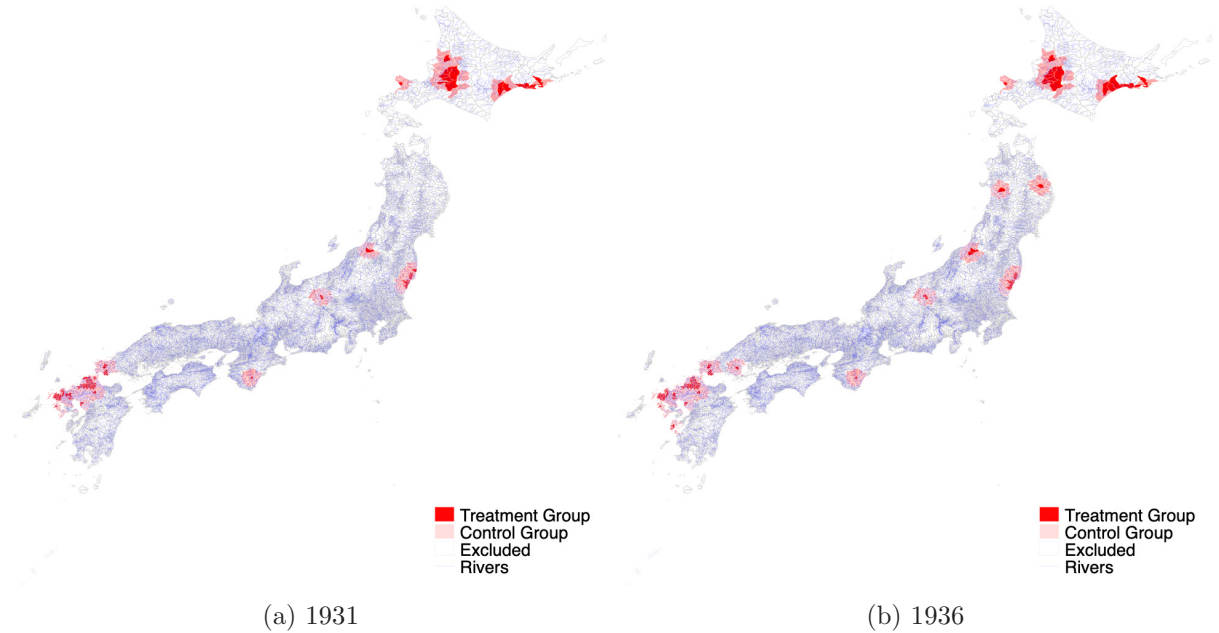 Treatment Group
Control Group
Excluded
Rivers
(a) 1931
Treatment Group
Control Group
Excluded
Rivers
(b) 1936